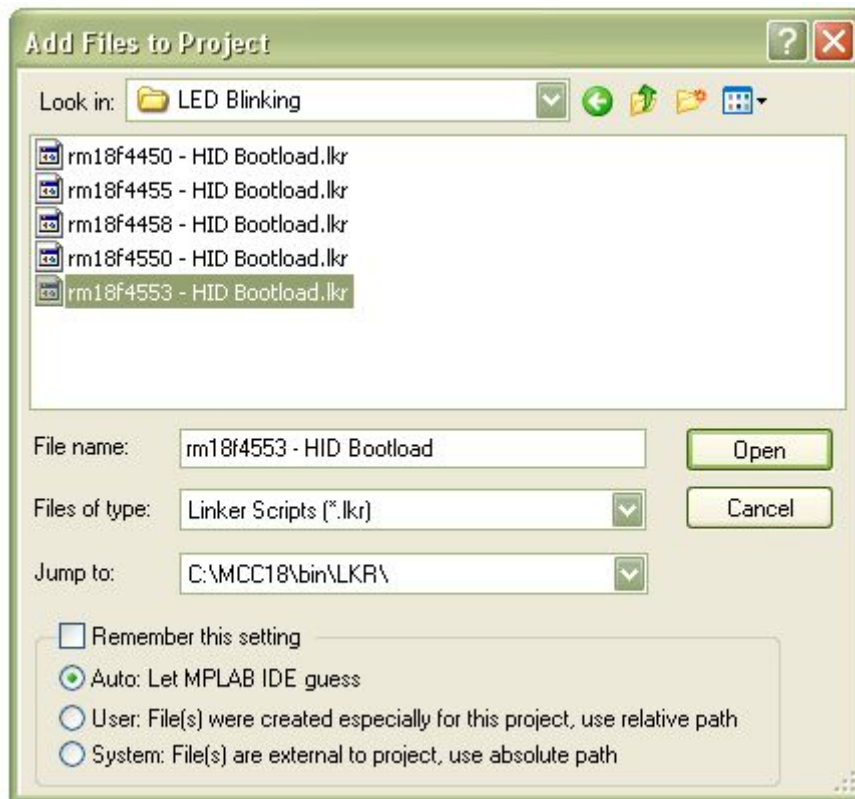 Add Files to Project
Look in: LED Blinking
rm18f4450 - HID Bootload.lkr
rm18f4455 - HID Bootload.lkr
rm18f4458 - HID Bootload.lkr
rm18f4550 - HID Bootload.lkr
rm18f4553 - HID Bootload.lkr
File name: rm18f4553 - HID Bootload Open
Files of type: Linker Scripts (*.lkr) Cancel
Jump to: C:\MCC18\bin\LKR\
Remember this setting
Auto: Let MPLAB IDE guess
User: File(s) were created especially for this project, use relative path
System: File(s) are external to project, use absolute path